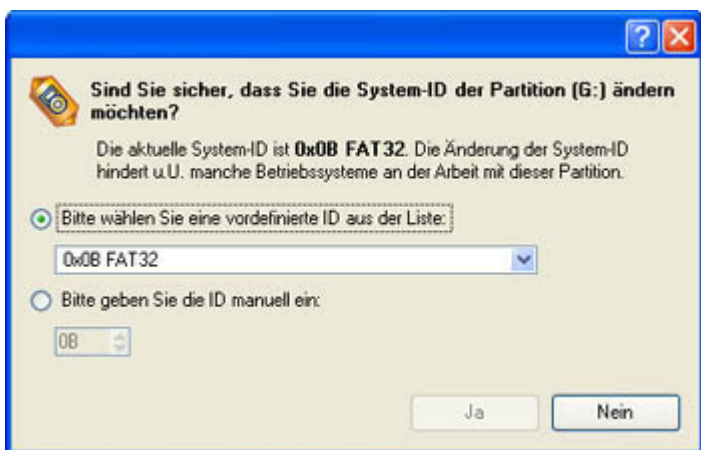 Sind Sie sicher, dass Sie die System-ID der Partition (G:) ändern
möchten?
Die aktuelle System-ID ist 0x0B FAT32. Die Änderung der System-ID
hindert u.U. manche Betriebssysteme an der Arbeit mit dieser Partition.
Bitte wählen Sie eine vordefinierte ID aus der Liste:
0x0B FAT32
Bitte geben Sie die ID manuell ein:
0B
Ja Nein